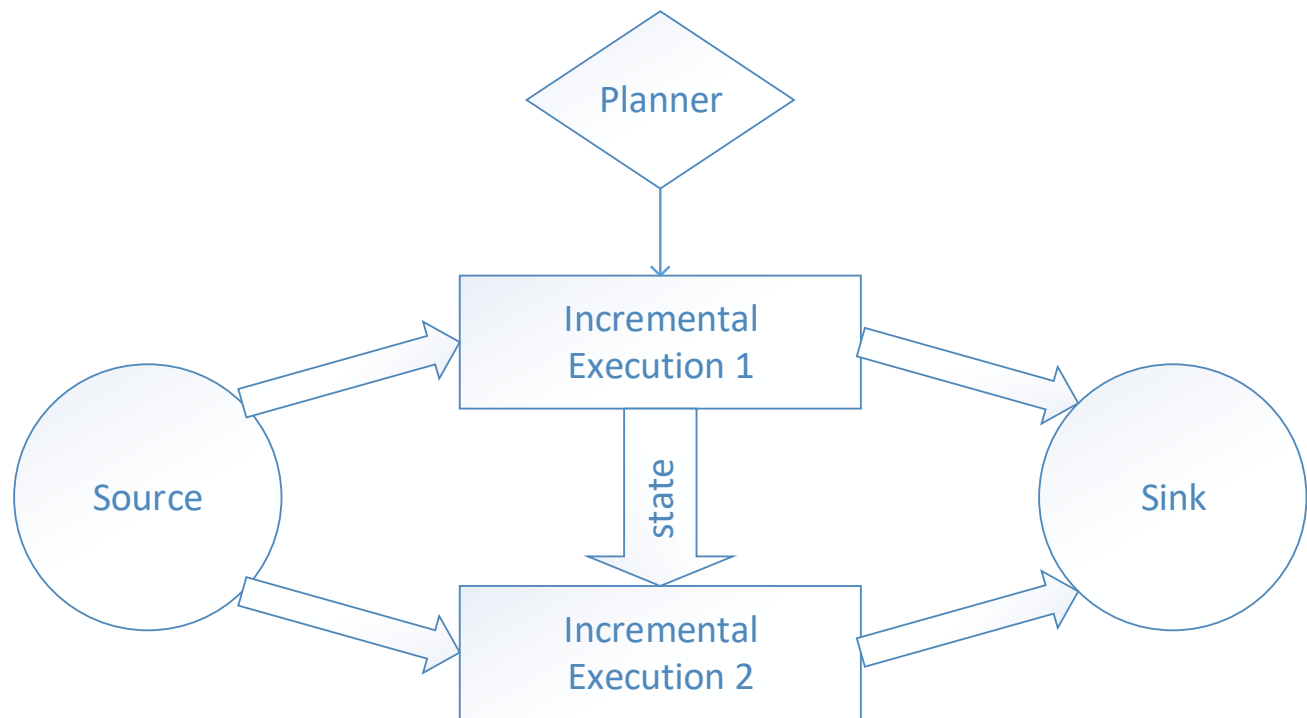 Planner
Incremental
Execution 1
Source
state
Sink
Incremental
Execution 2